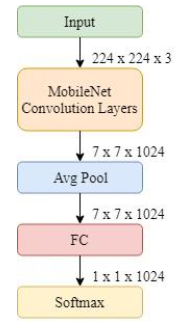 Input
224 x 224 x 3
MobileNet
Convolution Layers
7 x 7 x 1024
Avg Pool
7 x 7 x 1024
FC
1 x 1 x 1024
Softmax